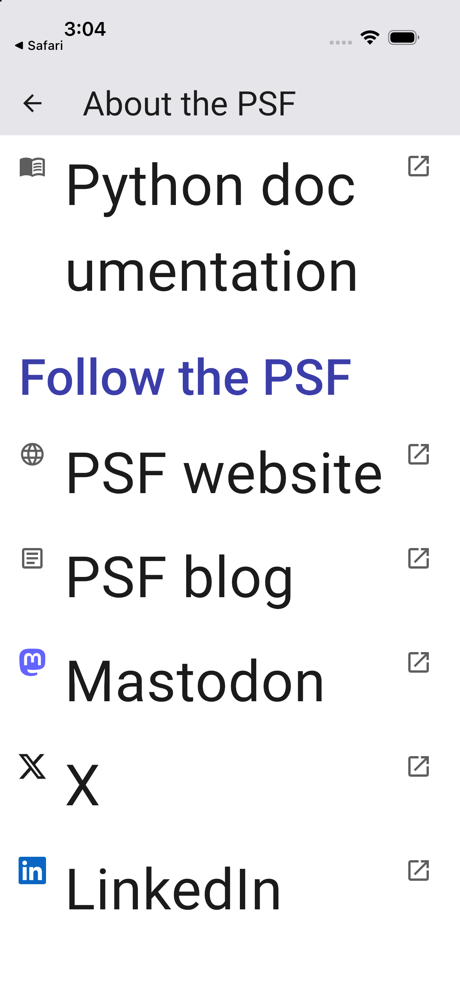 3:04
◀ Safari
About the PSF
Python doc
umentation
Follow the PSF
PSF website
PSF blog
Mastodon
X
LinkedIn